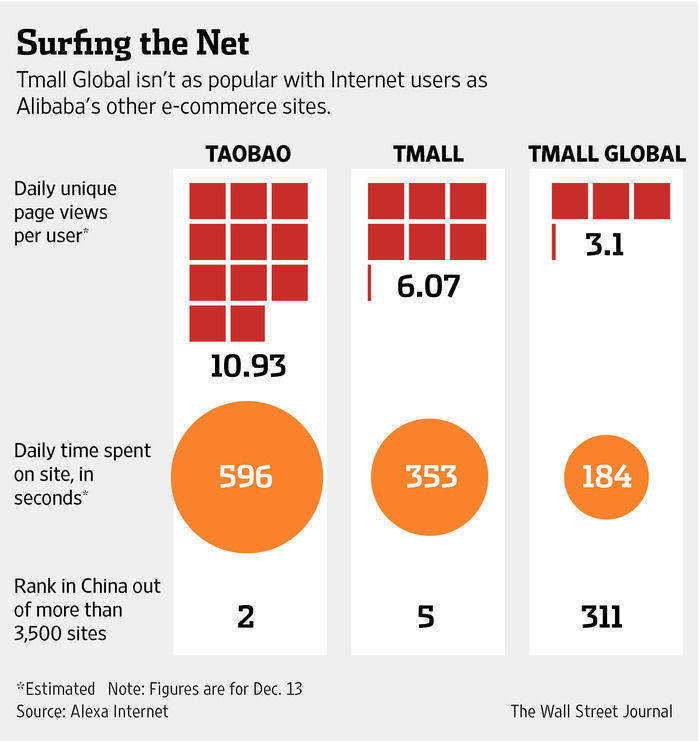 Surfing the Net
Tmall Global isn't as popular with Internet users as
Alibaba's other e-commerce sites.
TAOBAO TMALL TMALL GLOBAL
Daily unique
page views
per user*
10.93 6.07 3.1
Daily time spent
on site, in
seconds*
596 353 184
Rank in China out
of more than
3,500 sites
2 5 311
*Estimated Note: Figures are for Dec. 13
Source: Alexa Internet
The Wall Street Journal